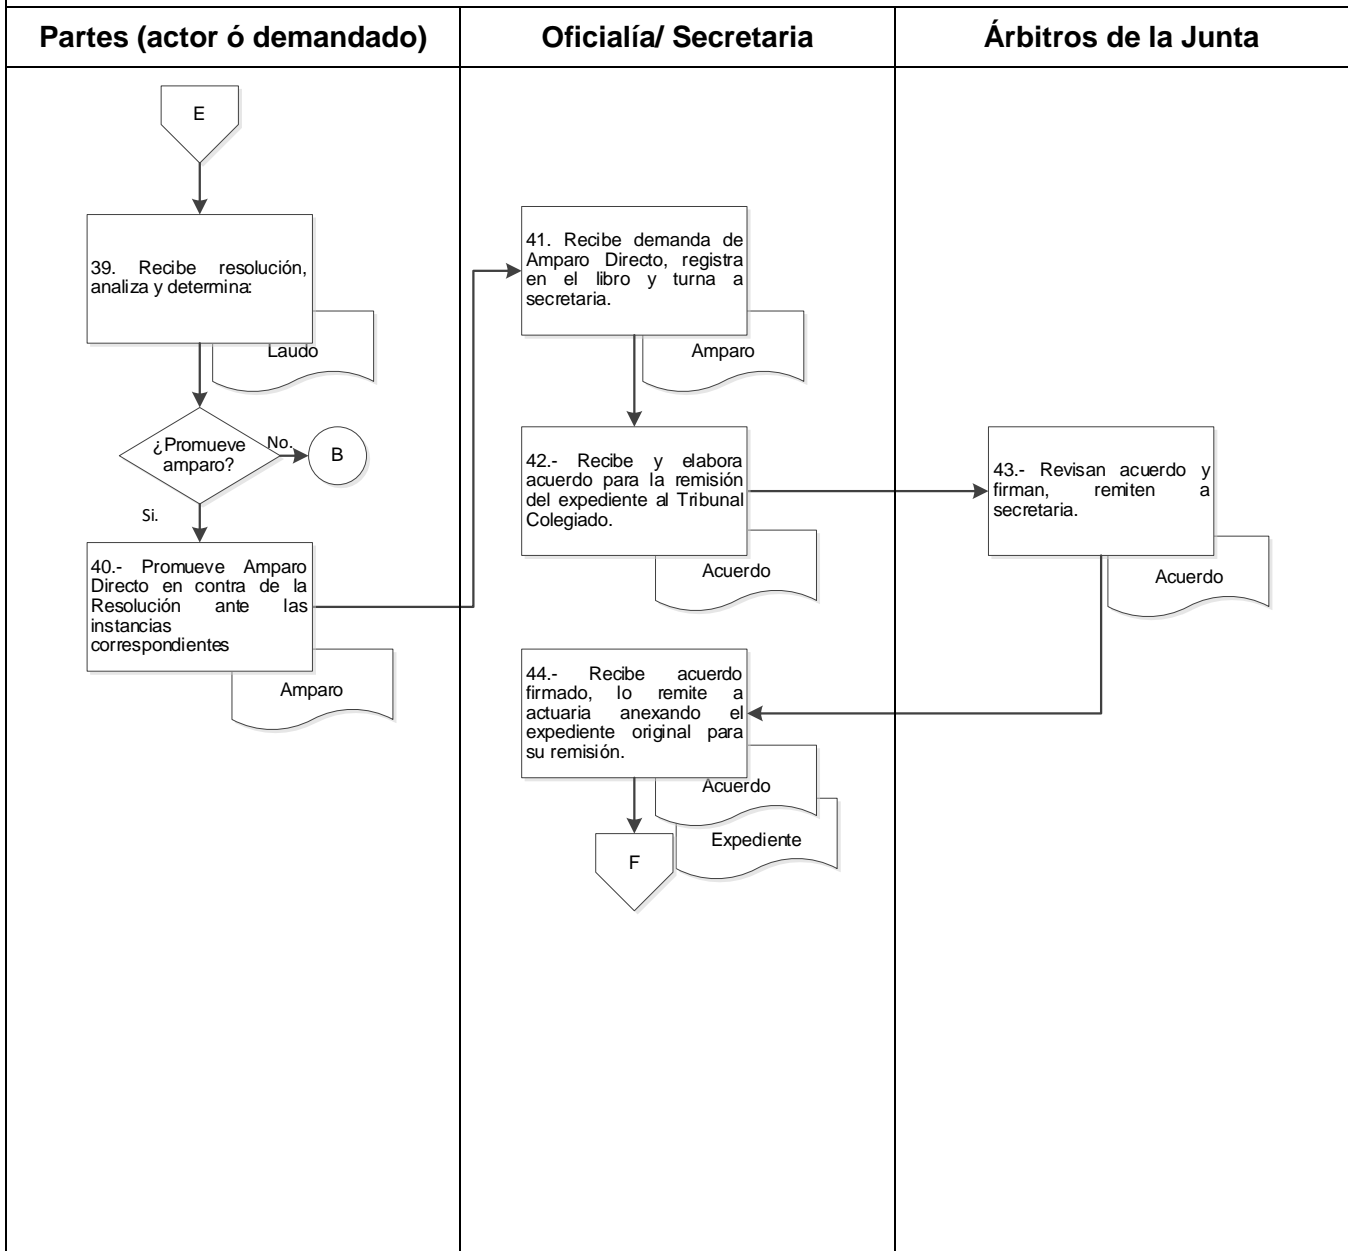 Partes (actor ó demandado)
Oficialía/ Secretaria
Árbitros de la Junta
E
39. Recibe resolución,
analiza y determina:
Laudo
¿Promueve
amparo?
No.
B
Si.
40.- Promueve Amparo
Directo en contra de la
Resolución ante las
instancias
correspondientes
Amparo
41. Recibe demanda de
Amparo Directo, registra
en el libro y turna a
secretaria.
Amparo
42.- Recibe y elabora
acuerdo para la remisión
del expediente al Tribunal
Colegiado.
Acuerdo
43.- Revisan acuerdo y
firman, remiten a
secretaria.
Acuerdo
44.- Recibe acuerdo
firmado, lo remite a
actuaria anexando el
expediente original para
su remisión.
Acuerdo
Expediente
F